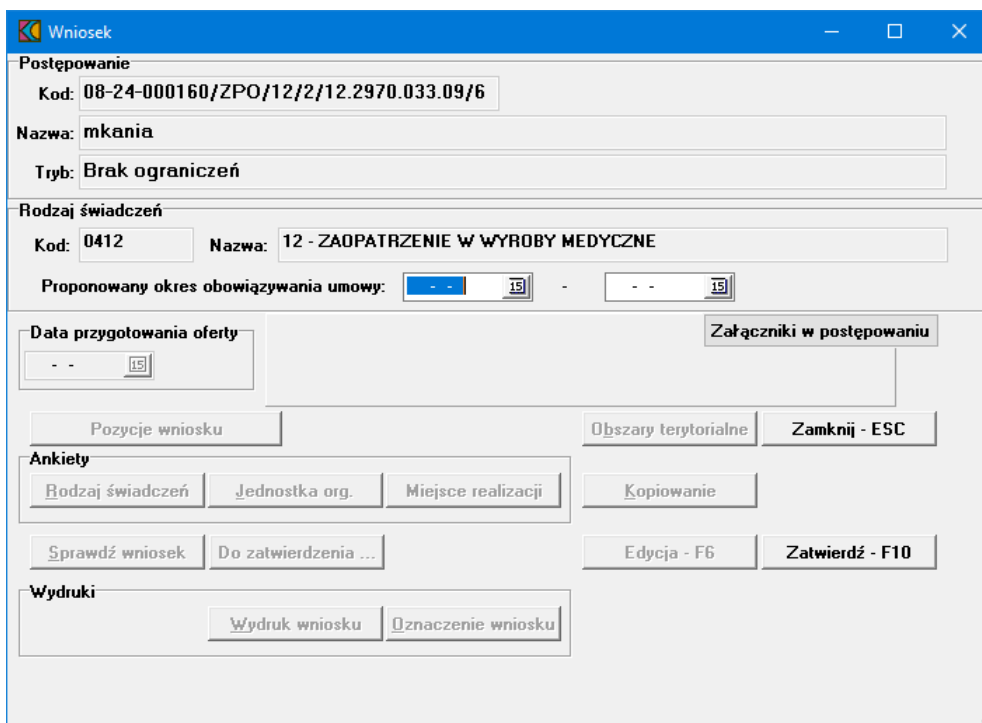 Wniosek
Postępowanie
Kod: 08-24-000160/ZPO/12/2/12.2970.033.09/6
Nazwa: mkania
Tryb: Brak ograniczeń
Rodzaj świadczeń
Kod: 0412 Nazwa: 12 - ZAOPATRZENIE W WYROBY MEDYCZNE
Proponowany okres obowiązywania umowy: - - 15 - - - 15
Data przygotowania oferty Załączniki w postępowaniu
- - 15
Pozycje wniosku Obszary terytorialne Zamknij - ESC
Ankiety
Rodzaj świadczeń Jednostka org. Miejsce realizacji Kopiowanie
Sprawdź wniosek Do zatwierdzenia ... Edycja - F6 Zatwierdź - F10
Wydruki
Wydruk wniosku Oznaczenie wniosku